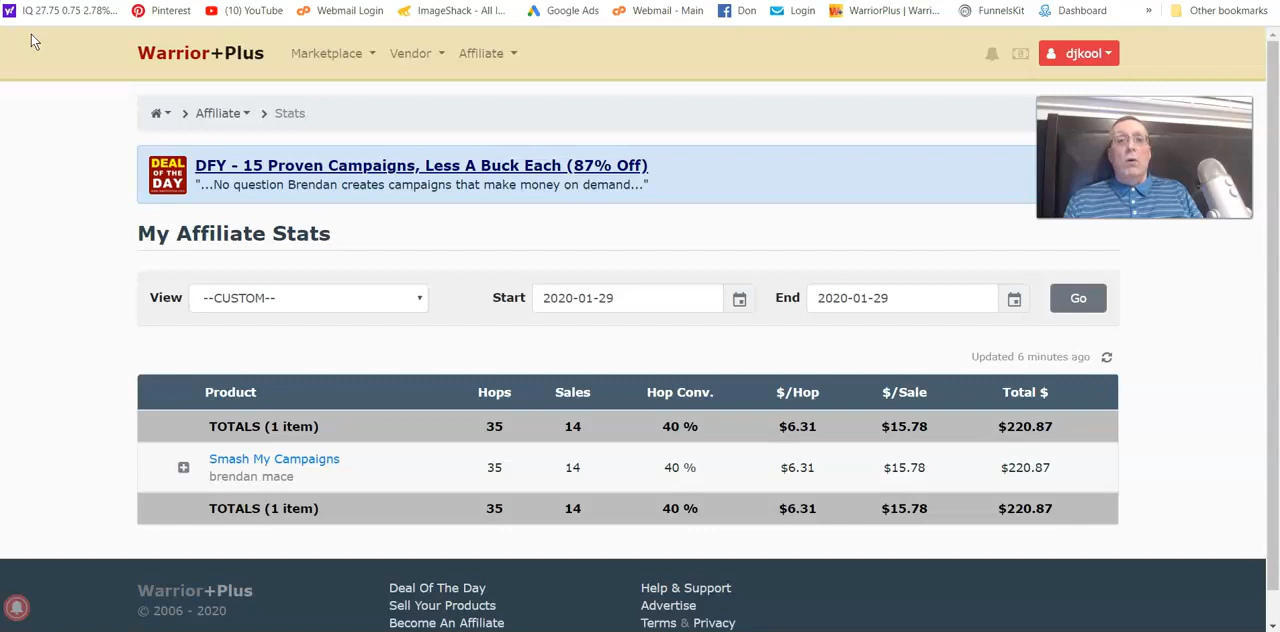 IQ 27.75 0.75 2.78%... Pinterest (10) YouTube Webmail Login ImageShack - All I... Google Ads Webmail - Main Don Login WarriorPlus | Warri... FunnelsKit Dashboard » Other bookmarks
Warrior+Plus Marketplace Vendor Affiliate djkool
Affiliate Stats
DEAL OF THE DAY
DFY - 15 Proven Campaigns, Less A Buck Each (87% Off)
"...No question Brendan creates campaigns that make money on demand..."
My Affiliate Stats
View --CUSTOM-- Start 2020-01-29 End 2020-01-29 Go
Updated 6 minutes ago
Product Hops Sales Hop Conv. $/Hop $/Sale Total $
TOTALS (1 item) 35 14 40 % $6.31 $15.78 $220.87
Smash My Campaigns 35 14 40 % $6.31 $15.78 $220.87
brendan mace
TOTALS (1 item) 35 14 40 % $6.31 $15.78 $220.87
Warrior+Plus Deal Of The Day Help & Support
© 2006 - 2020 Sell Your Products Advertise
Become An Affiliate Terms & Privacy